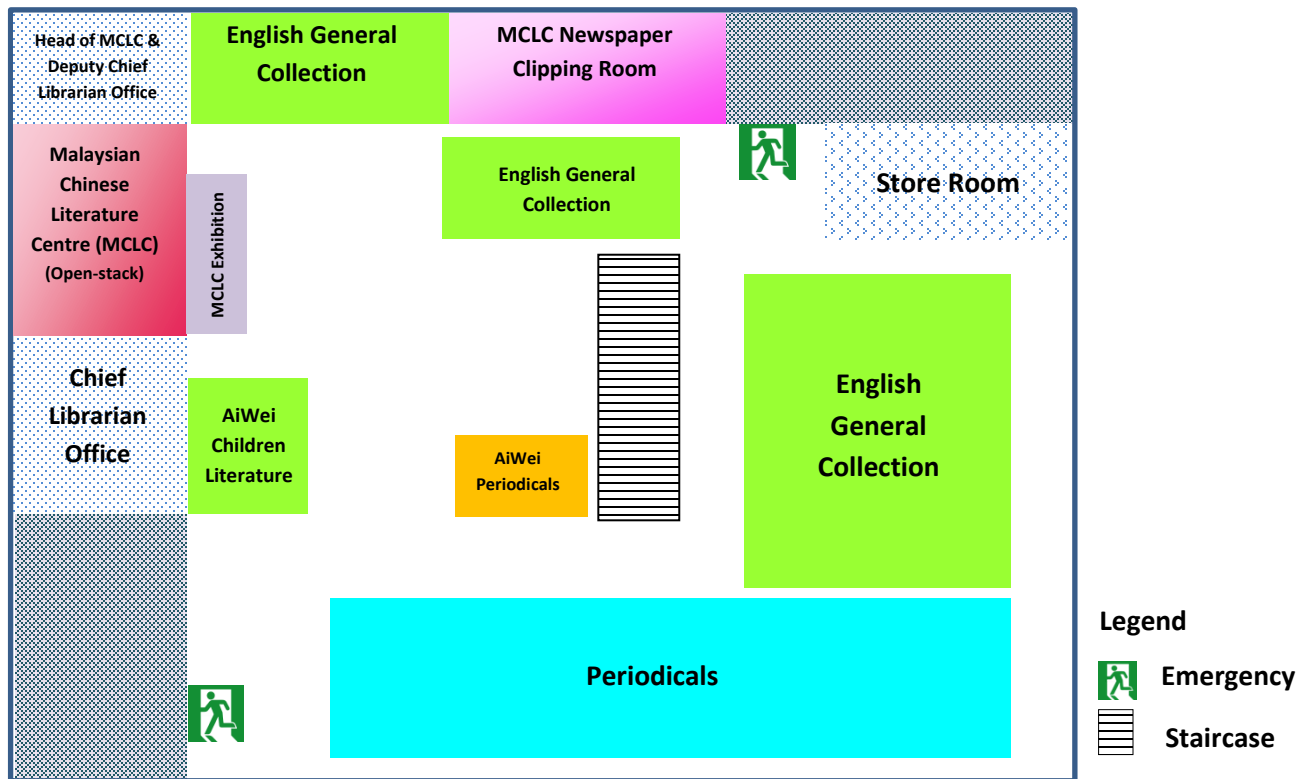 Head of MCLC &
Deputy Chief
Librarian Office
English General
Collection
MCLC Newspaper
Clipping Room
Malaysian
Chinese
Literature
Centre (MCLC)
(Open-stack)
MCLC Exhibition
English General
Collection
Store Room
Chief
Librarian
Office
AiWei
Children
Literature
AiWei
Periodicals
English
General
Collection
Periodicals
Legend
Emergency
Staircase